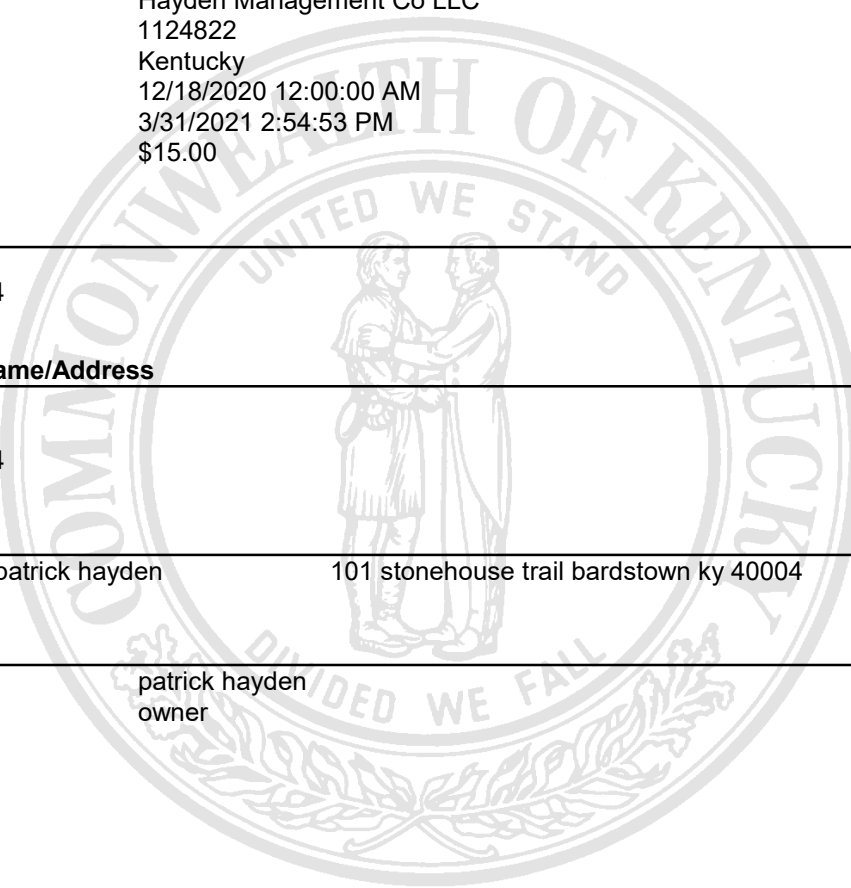 Hayden Management Co LLC
1124822
Kentucky
12/18/2020 12:00:00 AM
3/31/2021 2:54:53 PM
$15.00
COMMONWEALTH OF KENTUCKY
UNITED WE STAND
4
ame/Address
4
patrick hayden 101 stonehouse trail bardstown ky 40004
DIVIDED WE FALL
patrick hayden
owner